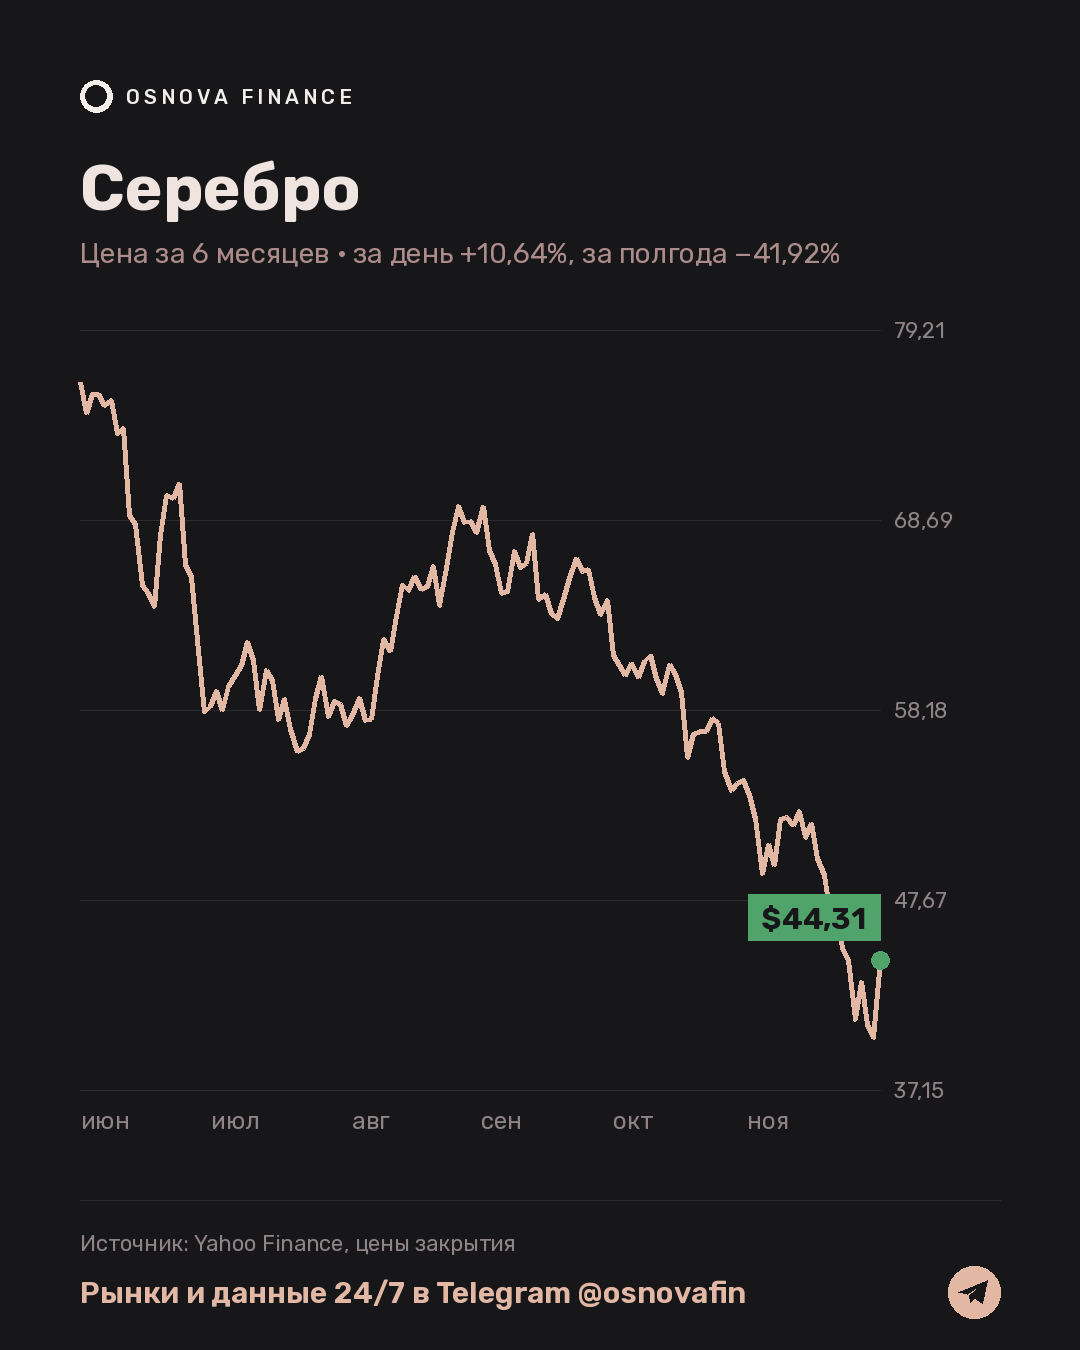 OSNOVA FINANCE
Серебро
Цена за 6 месяцев • за день +10,64%, за полгода −41,92%
79,21
68,69
58,18
47,67
$44,31
37,15
июн июл авг сен окт ноя
Источник: Yahoo Finance, цены закрытия
Рынки и данные 24/7 в Telegram @osnovafin